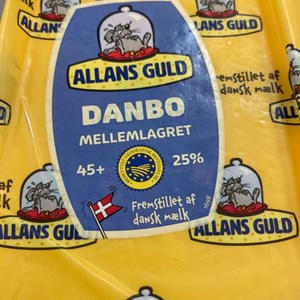 ALLANS GULD
DANBO
MELLEMLAGRET
45+
25%
Fremstillet af
dansk mælk
Fremstillet af
dansk mælk
ALLANS GULD
ALLANS GULD